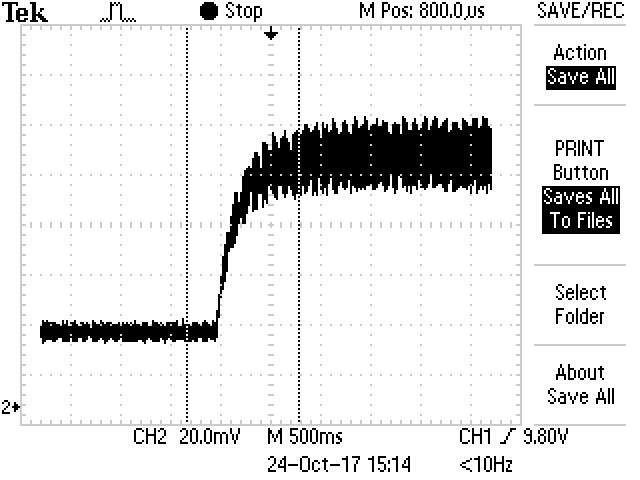 Tek Stop M Pos: 800.0µs SAVE/REC
Action
Save All
PRINT
Button
Saves All
To Files
Select
Folder
About
Save All
2
CH2 20.0mV M 500ms CH1 9.80V
24-Oct-17 15:14 <10Hz